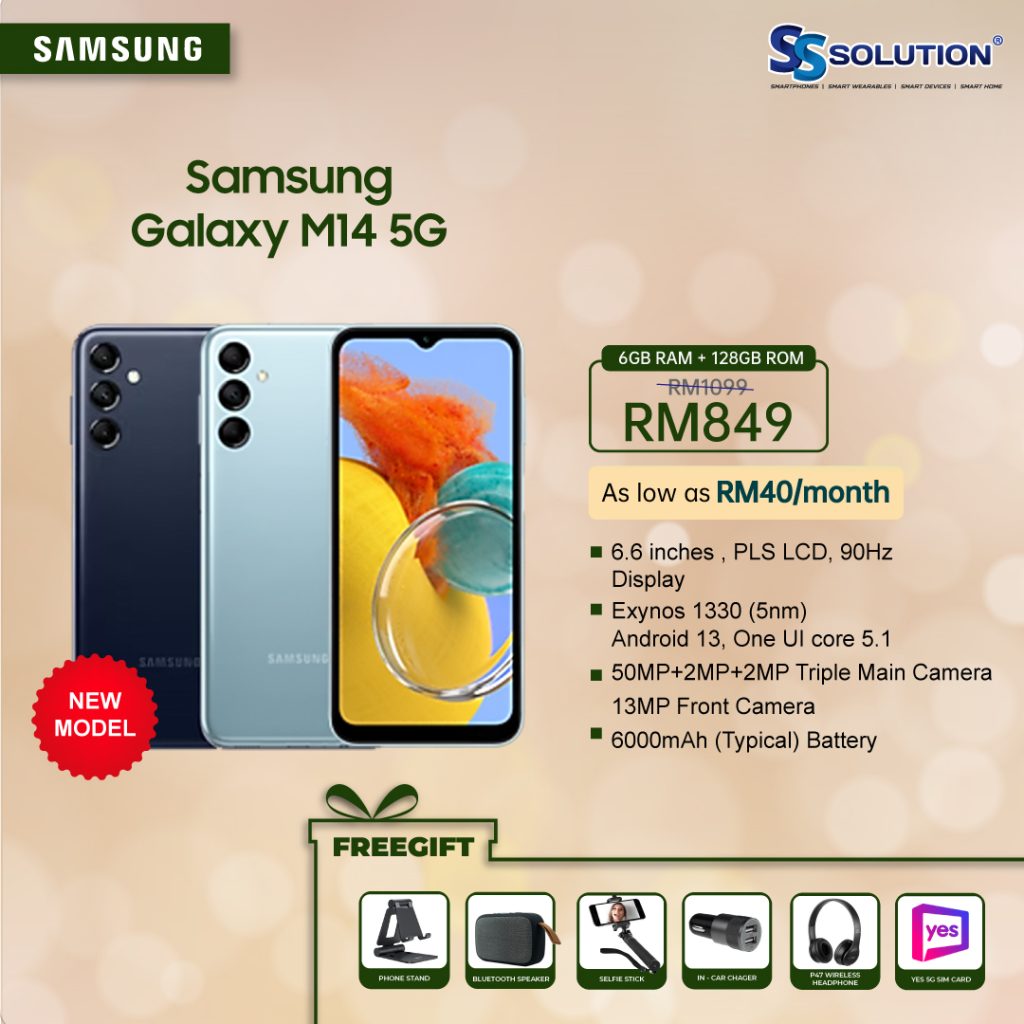 SAMSUNG
SSSOLUTION®
SMARTPHONES | SMART WEARABLES | SMART DEVICES | SMART HOME
Samsung
Galaxy M14 5G
6GB RAM + 128GB ROM
RM1099
RM849
As low as RM40/month
6.6 inches , PLS LCD, 90Hz
Display
Exynos 1330 (5nm)
Android 13, One UI core 5.1
50MP+2MP+2MP Triple Main Camera
13MP Front Camera
6000mAh (Typical) Battery
SAMSUNG
SAMSUNG
NEW
MODEL
FREEGIFT
yes
PHONE STAND
BLUETOOTH SPEAKER
SELFIE STICK
IN - CAR CHAGER
P47 WIRELESS
HEADPHONE
YES 5G SIM CARD